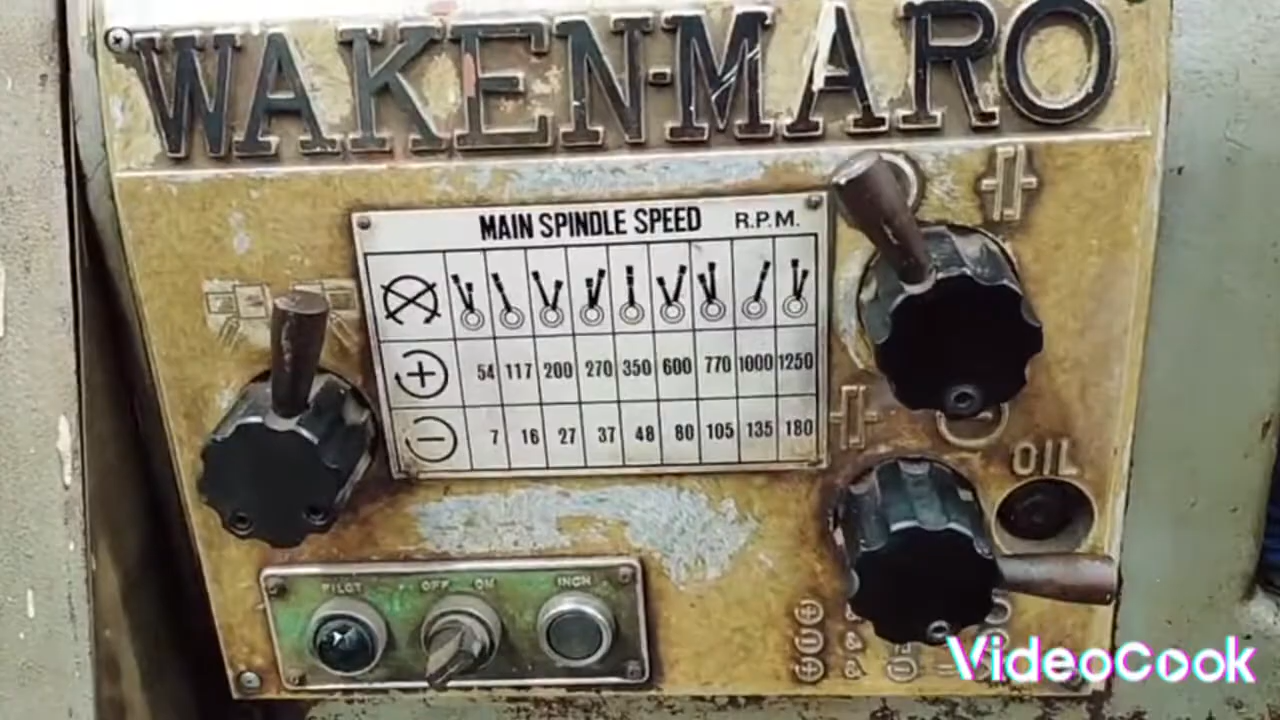 WAKEN-MARO
MAIN SPINDLE SPEED R.P.M.
54 117 200 270 350 600 770 1000 1250
7 16 27 37 48 80 105 135 180
OIL
PILOT OFF ON INCH
VideoCook